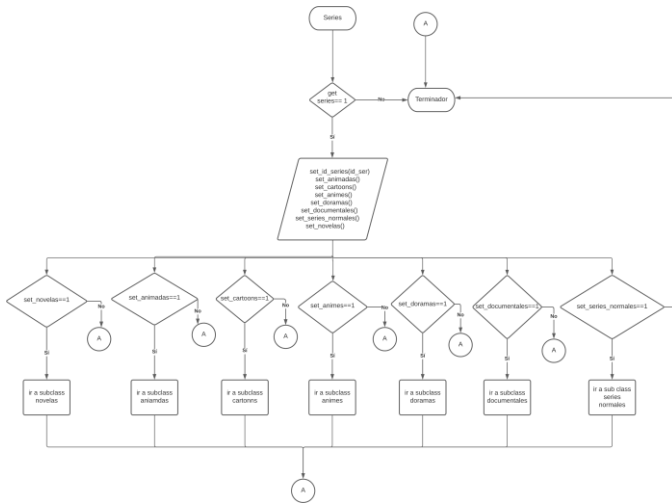 Series
A
get
series== 1
No
Terminador
Si
set_id_series(id_ser)
set_animadas()
set_cartoons()
set_animes()
set_doramas()
set_documentales()
set_series_normales()
set_novelas()
set_novelas==1
No
set_animadas==1
No
set_cartoons==1
No
set_animes==1
No
set_doramas==1
No
set_documentales==1
No
set_series_normales==1
No
A
A
A
A
A
A
Si
Si
Si
Si
Si
Si
Si
ir a subclass
novelas
ir a subclass
aniamdas
ir a subclass
cartonns
ir a subclass
animes
ir a subclass
doramas
ir a subclass
documentales
ir a sub class
series
normales
A